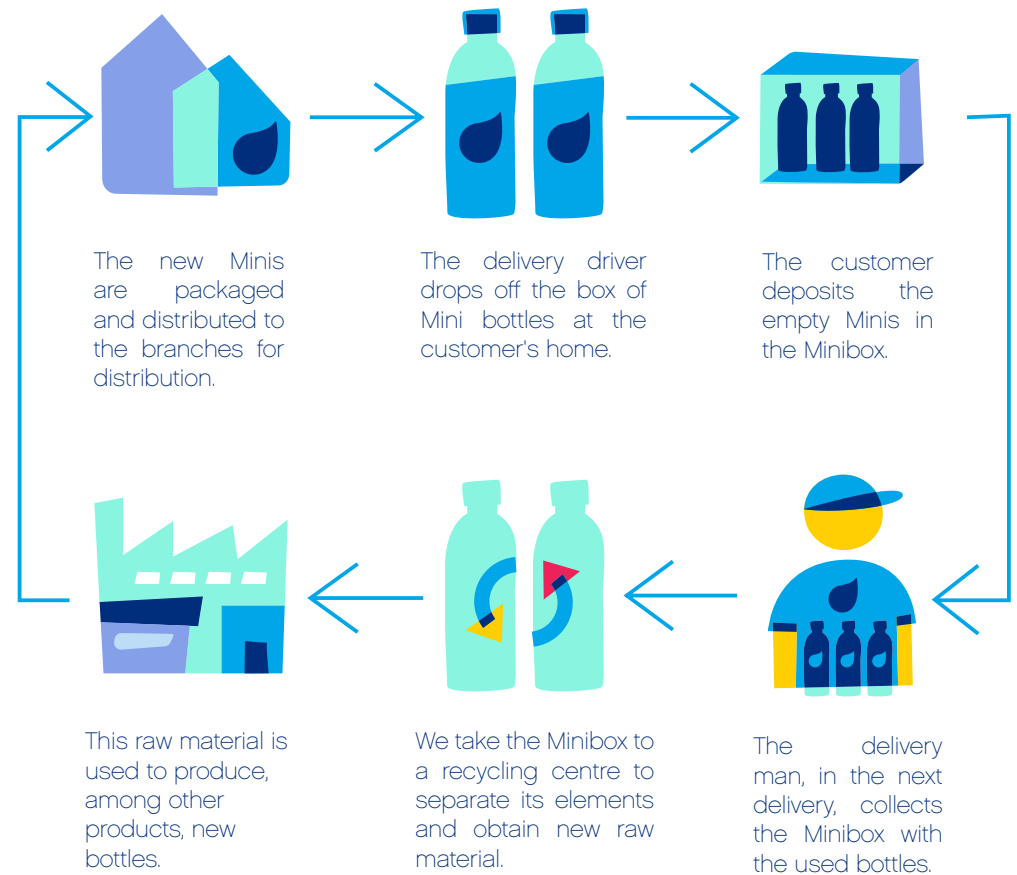 The new Minis
are packaged
and distributed to
the branches for
distribution.
The delivery driver
drops off the box of
Mini bottles at the
customer's home.
The customer
deposits the
empty Minis in
the Minibox.
The delivery
man, in the next
delivery, collects
the Minibox with
the used bottles.
We take the Minibox to
a recycling centre to
separate its elements
and obtain new raw
material.
This raw material is
used to produce,
among other
products, new
bottles.